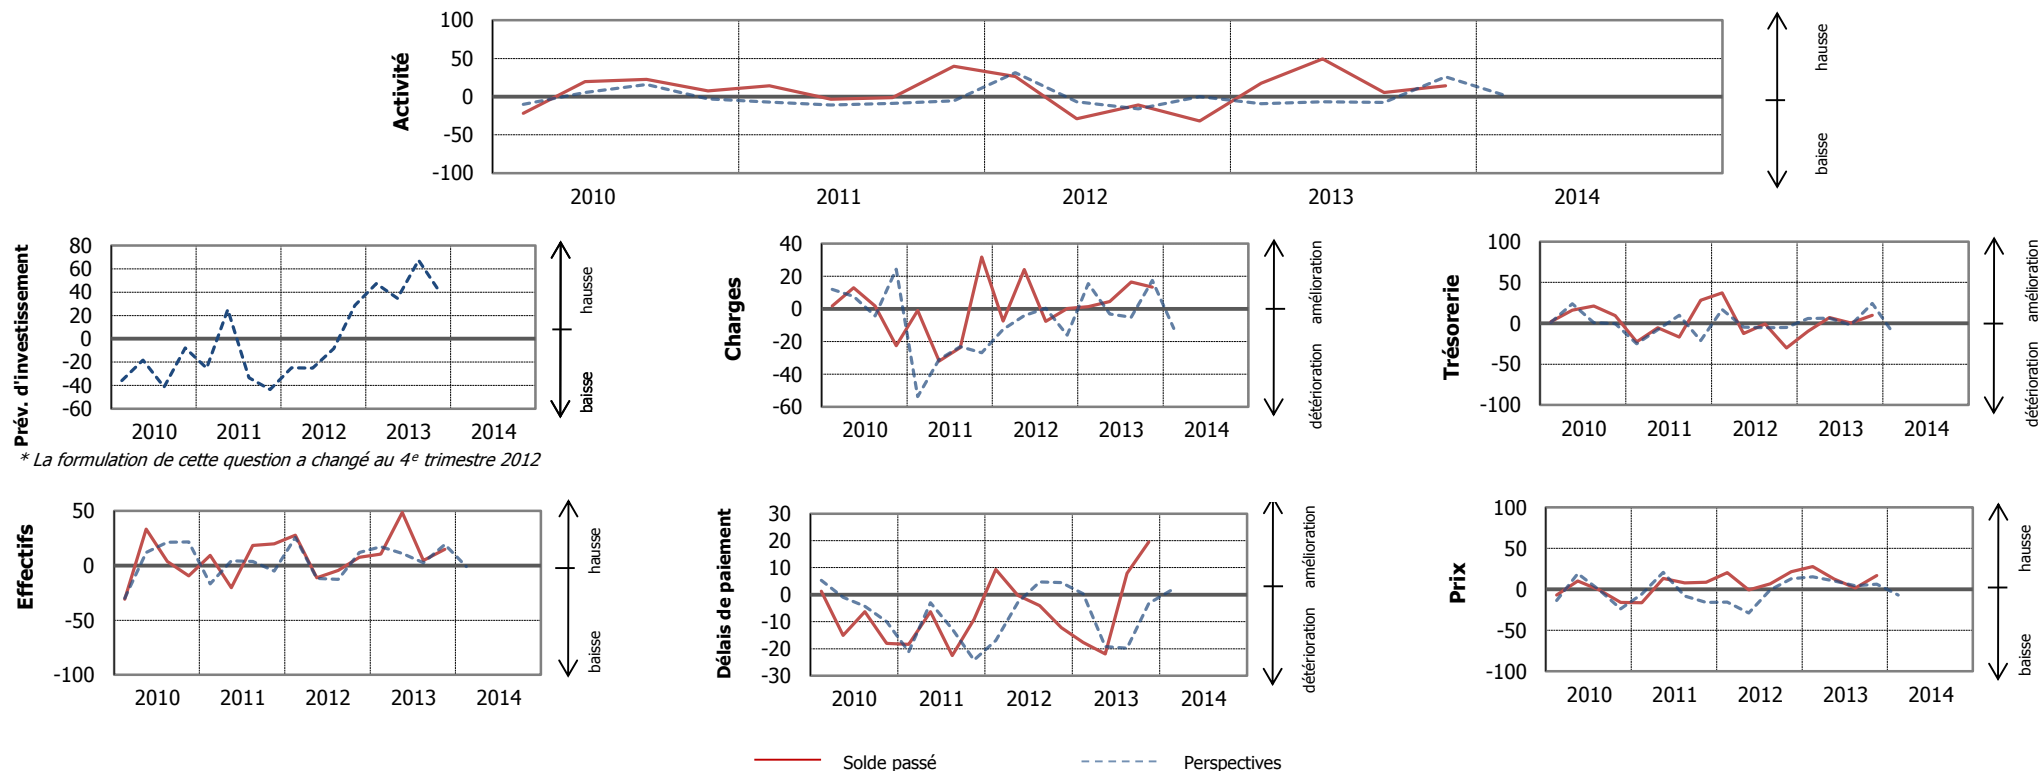 Activité
100
50
0
-50
-100
2010 2011 2012 2013 2014
hausse
baisse
Prév. d'investissement
80
60
40
20
0
-20
-40
-60
2010 2011 2012 2013 2014
hausse
baisse
* La formulation de cette question a changé au 4e trimestre 2012
Charges
40
20
0
-20
-40
-60
2010 2011 2012 2013 2014
amélioration
détérioration
Trésorerie
100
50
0
-50
-100
2010 2011 2012 2013 2014
amélioration
détérioration
Effectifs
50
0
-50
-100
2010 2011 2012 2013 2014
hausse
baisse
Délais de paiement
30
20
10
0
-10
-20
-30
2010 2011 2012 2013 2014
amélioration
détérioration
Prix
100
50
0
-50
-100
2010 2011 2012 2013 2014
hausse
baisse
Solde passé Perspectives